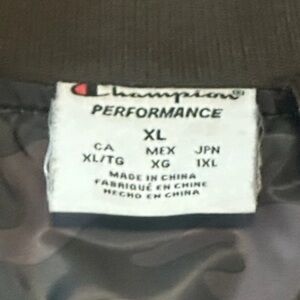 Champion®
PERFORMANCE
XL
CA MEX JPN
XL/TG XG 1XL
MADE IN CHINA
FABRIQUÉ EN CHINE
HECHO EN CHINA